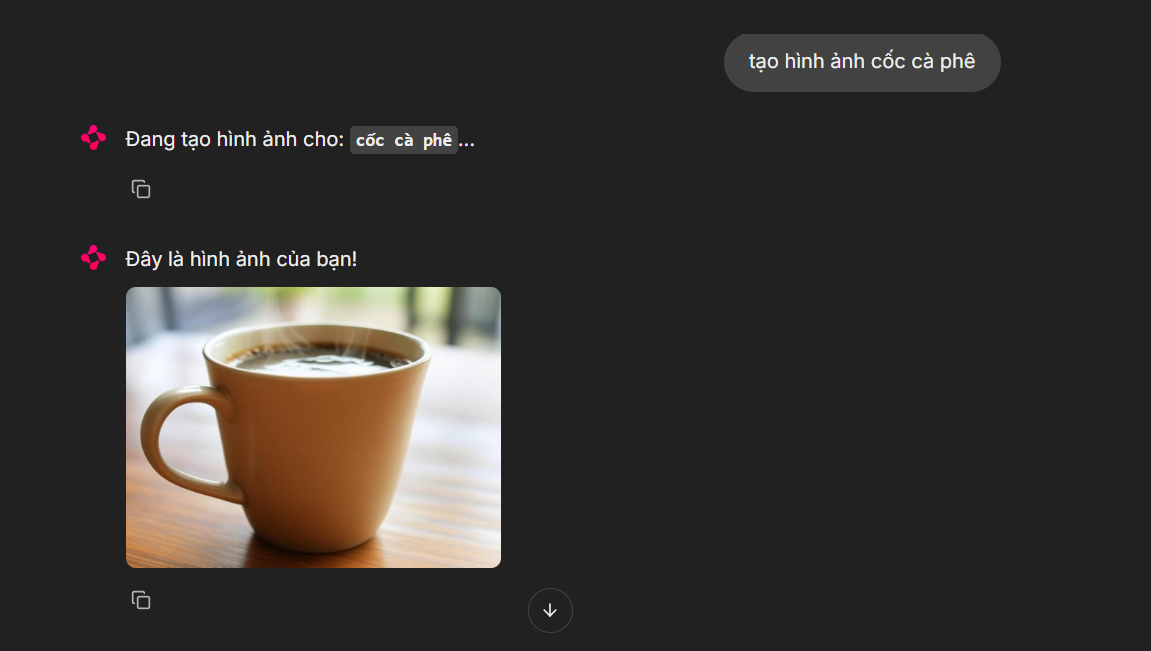 tạo hình ảnh cốc cà phê
Đang tạo hình ảnh cho: cốc cà phê...
Đây là hình ảnh của bạn!